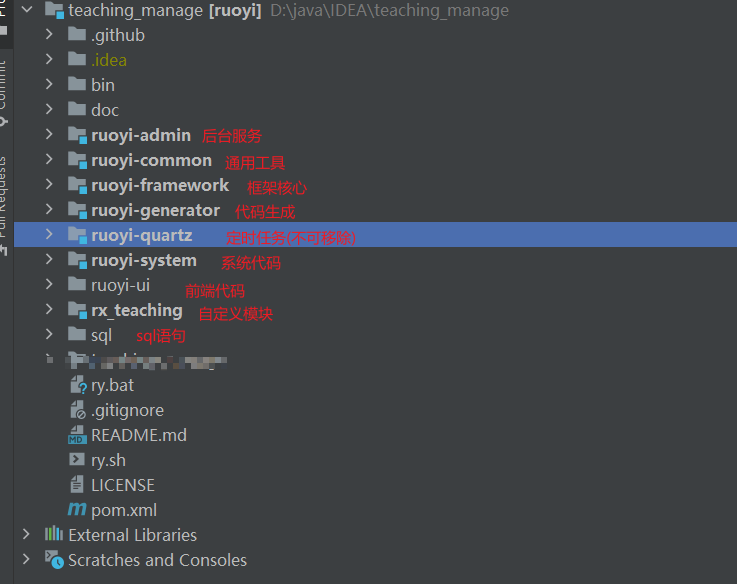 teaching_manage [ruoyi] D:\java\IDEA\teaching_manage
.github
.idea
Commit
bin
doc
ruoyi-admin 后台服务
ruoyi-common 通用工具
ruoyi-framework 框架核心
Pull Requests
ruoyi-generator 代码生成
ruoyi-quartz 定时任务(不可移除)
ruoyi-system 系统代码
ruoyi-ui 前端代码
rx_teaching 自定义模块
sql sql语句
ry.bat
.gitignore
README.md
ry.sh
LICENSE
pom.xml
External Libraries
Scratches and Consoles